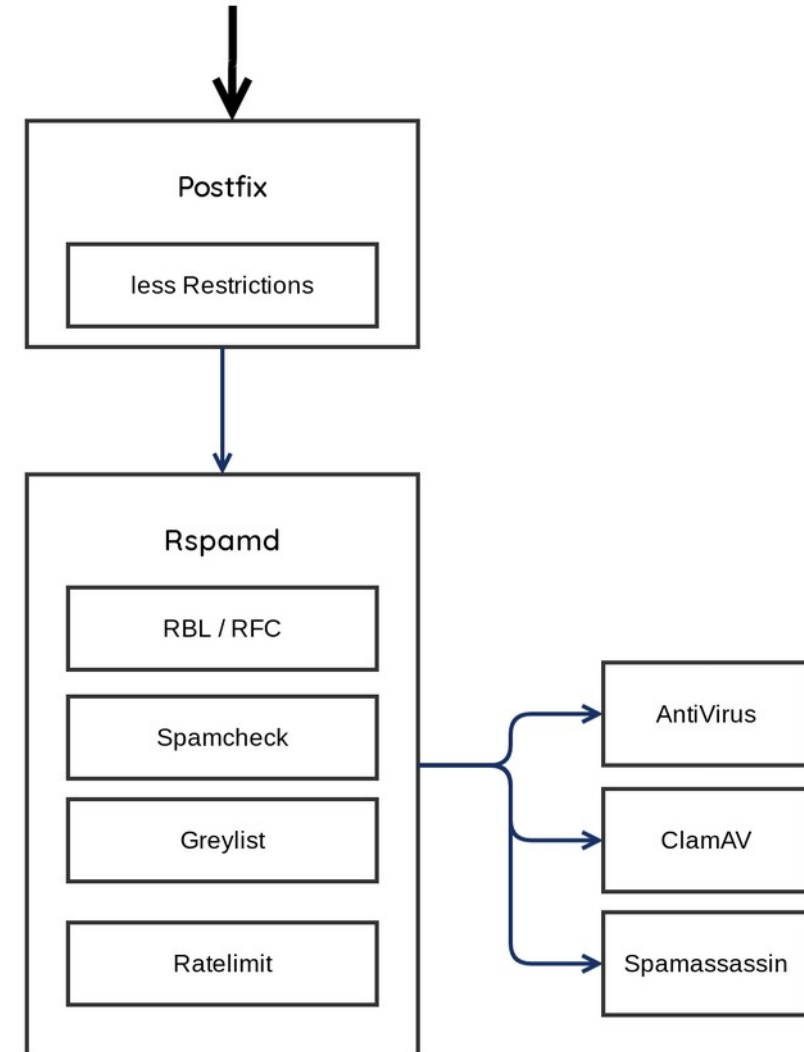 Postfix
less Restrictions
Rspamd
RBL / RFC
Spamcheck
Greylist
Ratelimit
AntiVirus
ClamAV
Spamassassin